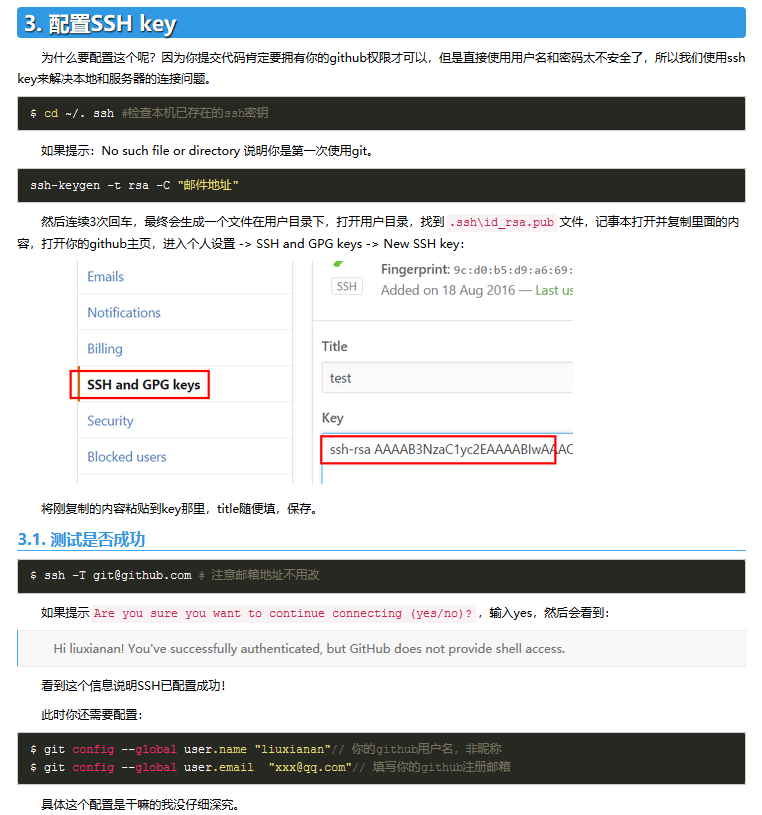 3. 配置SSH key
为什么要配置这个呢？因为你提交代码肯定要拥有你的github权限才可以，但是直接使用用户名和密码太不安全了，所以我们使用ssh
key来解决本地和服务器的连接问题。
$ cd ~/. ssh #检查本机已存在的ssh密钥
如果提示：No such file or directory 说明你是第一次使用git。
ssh-keygen -t rsa -C "邮件地址"
然后连续3次回车，最终会生成一个文件在用户目录下，打开用户目录，找到 .ssh\id_rsa.pub 文件，记事本打开并复制里面的内
容，打开你的github主页，进入个人设置 -> SSH and GPG keys -> New SSH key：
Emails
Notifications
Billing
SSH and GPG keys
Security
Blocked users
Fingerprint: 9c:d0:b5:d9:a6:69:
SSH
Added on 18 Aug 2016 — Last us
Title
test
Key
ssh-rsa AAAAB3NzaC1yc2EAAAABIwAAAC
将刚复制的内容粘贴到key那里，title随便填，保存。
3.1. 测试是否成功
$ ssh -T git@github.com # 注意邮箱地址不用改
如果提示 Are you sure you want to continue connecting (yes/no)? ，输入yes，然后会看到：
Hi liuxianan! You've successfully authenticated, but GitHub does not provide shell access.
看到这个信息说明SSH已配置成功！
此时你还需要配置：
$ git config --global user.name "liuxianan"// 你的github用户名，非昵称
$ git config --global user.email  "xxx@qq.com"// 填写你的github注册邮箱
具体这个配置是干嘛的我没仔细深究。